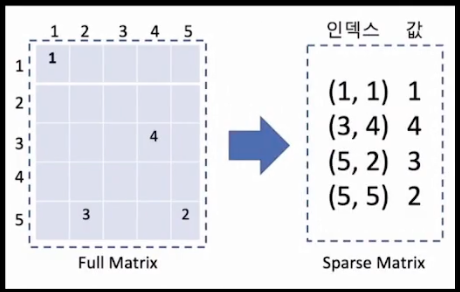 1 2 3 4 5
인덱스 값
1 1
2
3 4
4
5 3 2
(1, 1) 1
(3, 4) 4
(5, 2) 3
(5, 5) 2
Full Matrix
Sparse Matrix